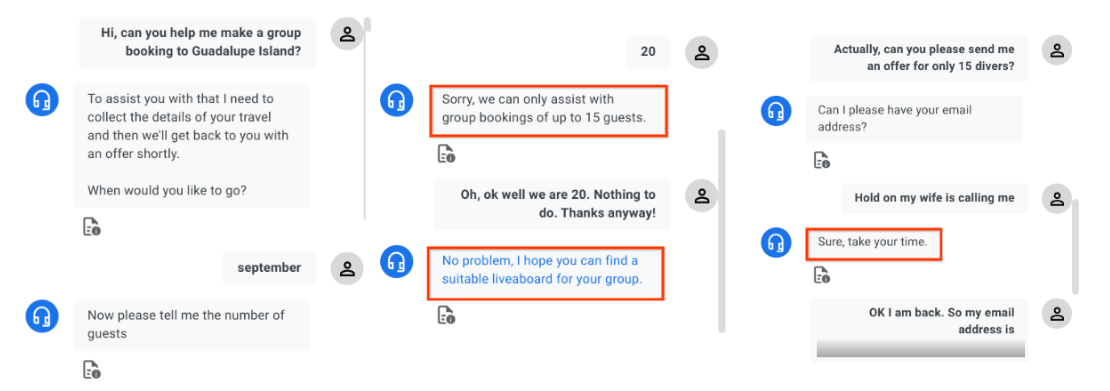 Hi, can you help me make a group
booking to Guadalupe Island?
To assist you with that I need to
collect the details of your travel
and then we'll get back to you with
an offer shortly.
When would you like to go?
september
Now please tell me the number of
guests
20
Sorry, we can only assist with
group bookings of up to 15 guests.
Oh, ok well we are 20. Nothing to
do. Thanks anyway!
No problem, I hope you can find a
suitable liveaboard for your group.
Actually, can you please send me
an offer for only 15 divers?
Can I please have your email
address?
Hold on my wife is calling me
Sure, take your time.
OK I am back. So my email
address is